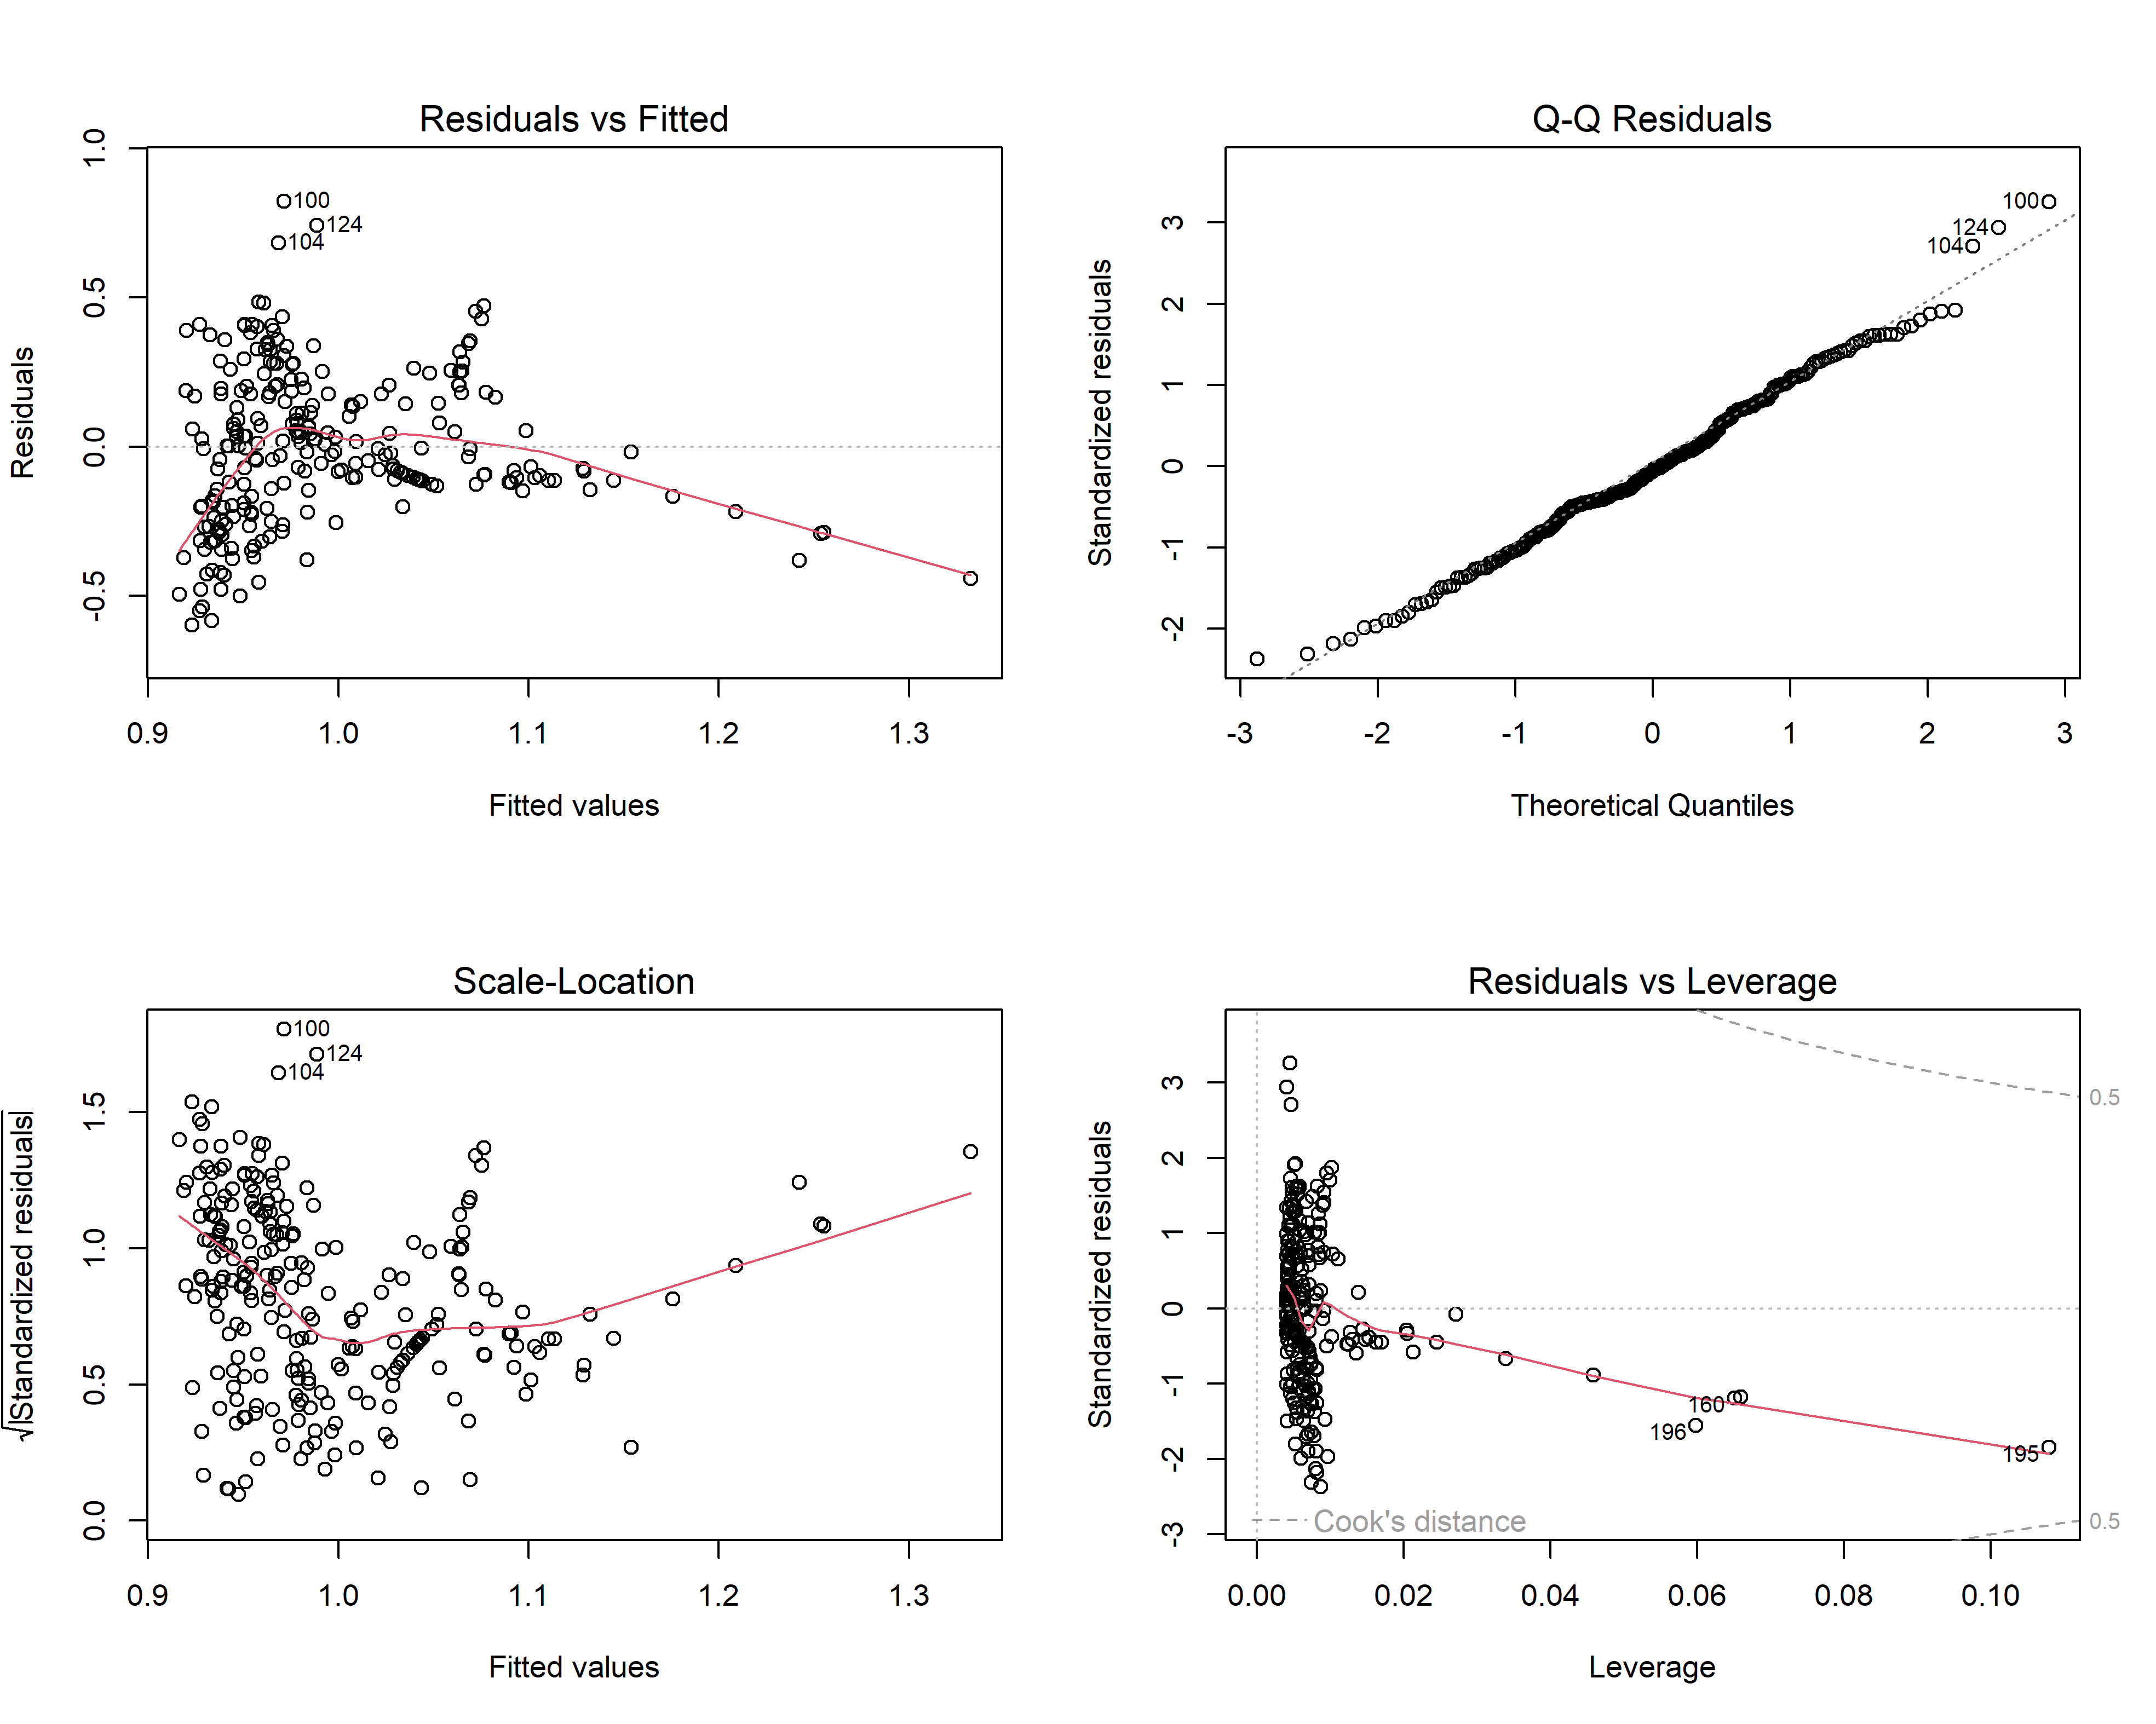 Residuals vs Fitted
Residuals
1.0
0.5
0.0
-0.5
100
124
104
0.9 1.0 1.1 1.2 1.3
Fitted values
Q-Q Residuals
Standardized residuals
3
2
1
0
-1
-2
100
124
104
-3 -2 -1 0 1 2 3
Theoretical Quantiles
Scale-Location
√|Standardized residuals|
1.5
1.0
0.5
0.0
100
124
104
0.9 1.0 1.1 1.2 1.3
Fitted values
Residuals vs Leverage
Standardized residuals
3
2
1
0
-1
-2
-3
0.5
160
196
195
Cook's distance
0.5
0.00 0.02 0.04 0.06 0.08 0.10
Leverage